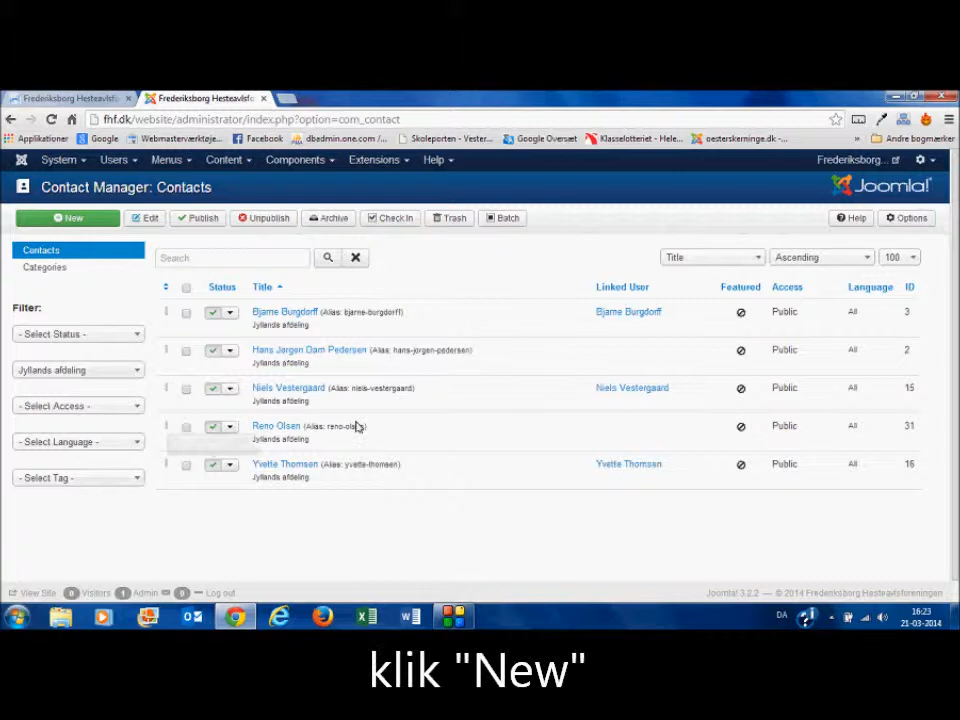 Frederiksborg Hesteavlsfo × Frederiksborg Hesteavlsf ×
fhf.dk/website/administrator/index.php?option=com_contact
Applikationer Google Webmasterværktøje... Facebook dbadmin.one.com /... Skoleporten - Vester... Google Oversæt Klasselotteriet - Hele... oesterskerninge.dk -... » Andre bogmærker
System Users Menus Content Components Extensions Help Frederiksborg...
Contact Manager: Contacts Joomla!
New Edit Publish Unpublish Archive Check In Trash Batch Help Options
Contacts
Categories
Search Title Ascending 100
Status Title Linked User Featured Access Language ID
Filter:
- Select Status -
Jyllands afdeling
- Select Access -
- Select Language -
- Select Tag -
Bjarne Burgdorff (Alias: bjarne-burgdorff) Bjarne Burgdorff Public All 3
Jyllands afdeling
Hans Jørgen Dam Pedersen (Alias: hans-jorgen-pedersen) Public All 2
Jyllands afdeling
Niels Vestergaard (Alias: niels-vestergaard) Niels Vestergaard Public All 15
Jyllands afdeling
Reno Olsen (Alias: reno-olsen) Public All 31
Jyllands afdeling
Yvette Thomsen (Alias: yvette-thomsen) Yvette Thomsen Public All 16
Jyllands afdeling
View Site 0 Visitors 1 Admin 0 Log out Joomla! 3.2.2 — © 2014 Frederiksborg Hesteavlsforeningen
DA 16:23
21-03-2014
klik "New"